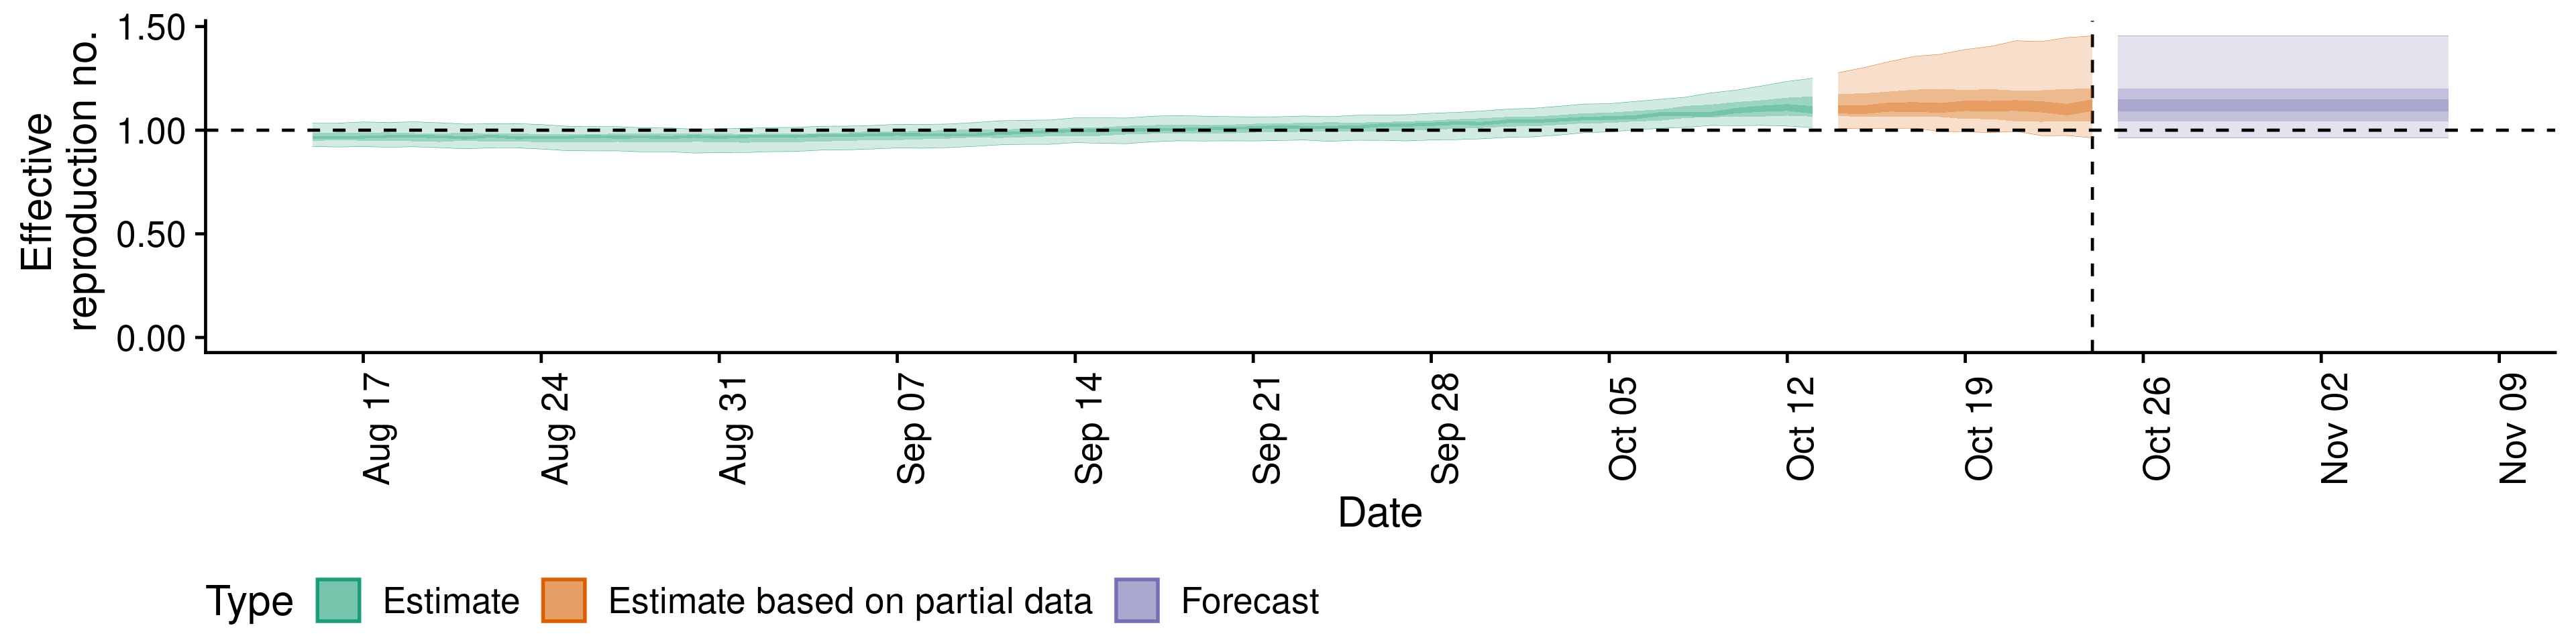 Effective
reproduction no.
1.50
1.00
0.50
0.00
Aug 17
Aug 24
Aug 31
Sep 07
Sep 14
Sep 21
Sep 28
Oct 05
Oct 12
Oct 19
Oct 26
Nov 02
Nov 09
Date
Type Estimate Estimate based on partial data Forecast